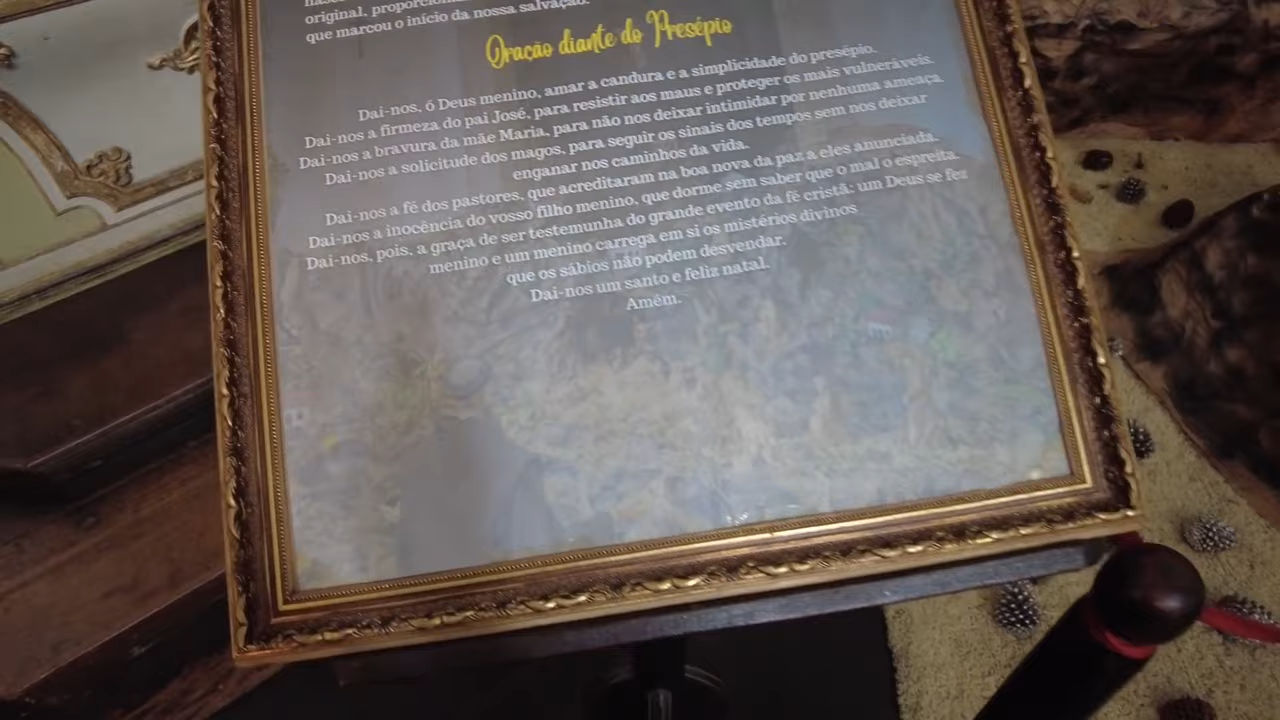 original, proporcion
que marcou o início da nossa salvação.
Oração diante do Presépio
Dai-nos, ó Deus menino, amar a candura e a simplicidade do presépio.
Dai-nos a firmeza do pai José, para resistir aos maus e proteger os mais vulneráveis.
Dai-nos a bravura da mãe Maria, para não nos deixar intimidar por nenhuma ameaça.
Dai-nos a solicitude dos magos, para seguir os sinais dos tempos sem nos deixar
enganar nos caminhos da vida.
Dai-nos a fé dos pastores, que acreditaram na boa nova da paz a eles anunciada.
Dai-nos a inocência do vosso filho menino, que dorme sem saber que o mal o espreita.
Dai-nos, pois, a graça de ser testemunha do grande evento da fé cristã: um Deus se fez
menino e um menino carrega em si os mistérios divinos
que os sábios não podem desvendar.
Dai-nos um santo e feliz natal.
Amém.